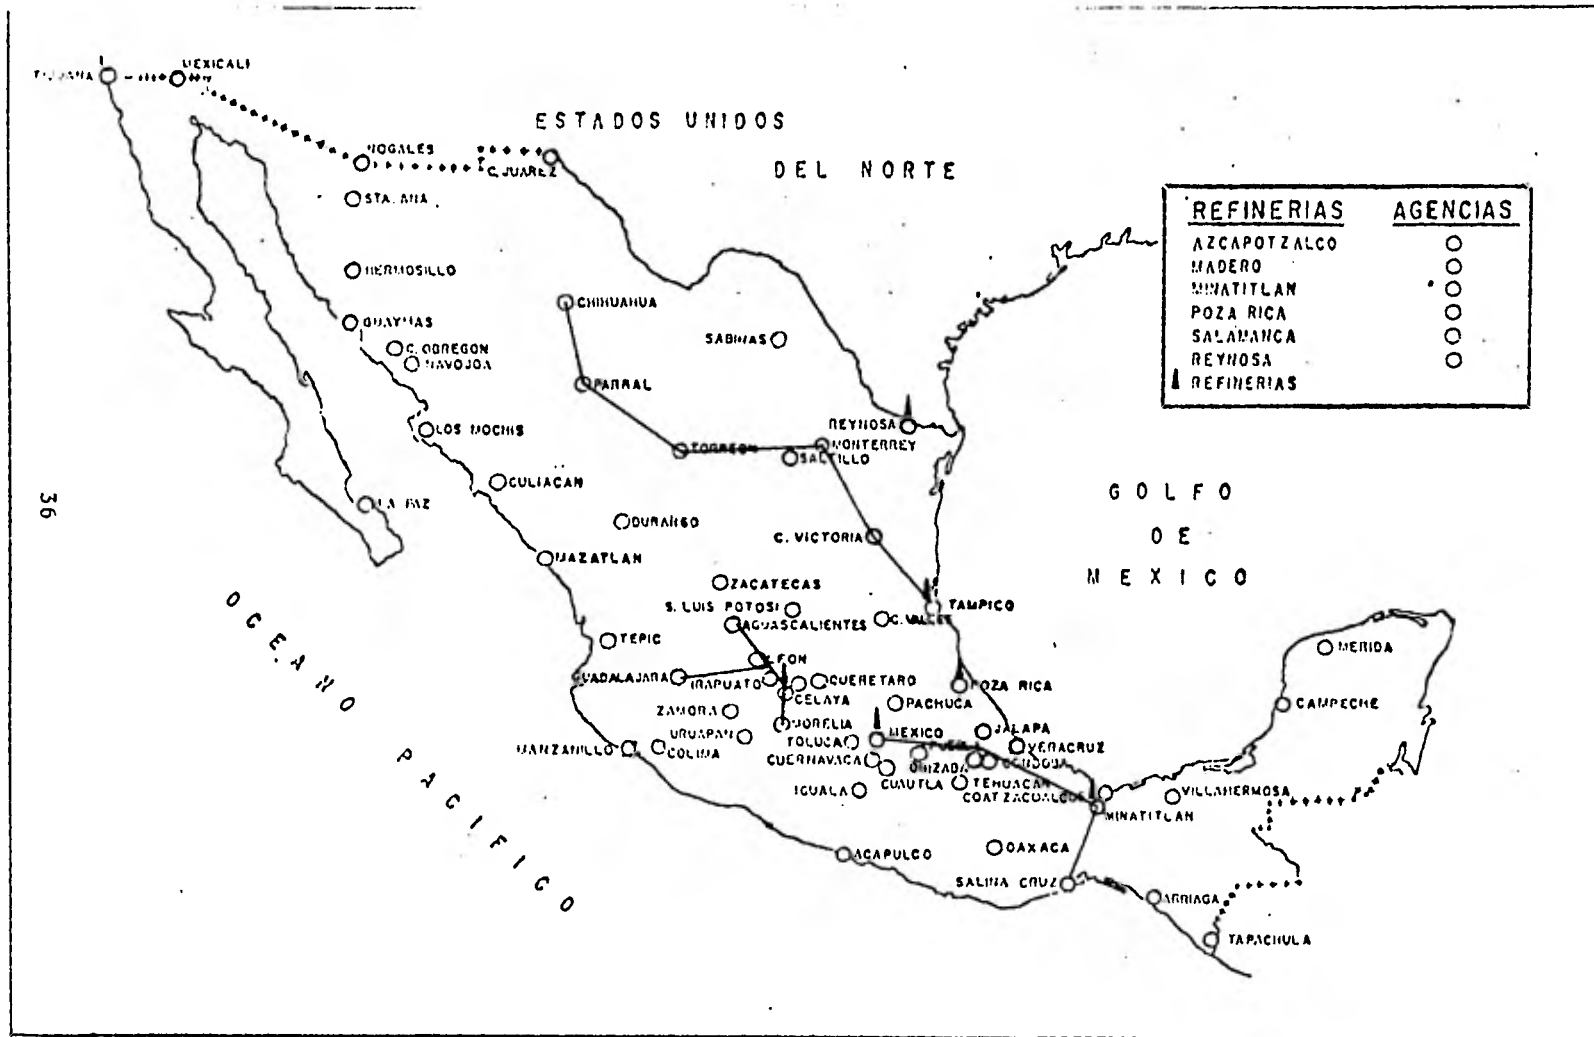 TIJUANA
MEXICALI
ESTADOS UNIDOS
DEL NORTE
NOGALES
C. JUAREZ
STA. ANA
HERMOSILLO
GUAYMAS
C. OBREGON
NAVOJOA
LOS MOCHIS
CULIACAN
LA PAZ
CHIHUAHUA
SABINAS
PARRAL
REYNOSA
TORREON
MONTERREY
SALTILLO
DURANGO
C. VICTORIA
MAZATLAN
ZACATECAS
S. LUIS POTOSI
AGUASCALIENTES
C. VALLES
TAMPICO
TEPIC
GUADALAJARA
IRAPUATO
QUERETARO
CELAYA
POZA RICA
PACHUCA
ZAMORA
MORELIA
URUAPAN
JALAPA
MEXICO
TOLUCA
VERACRUZ
MANZANILLO
COLIMA
CUERNAVACA
ORIZABA
CORDOBA
CUAUTLA
TEHUACAN
IGUALA
COATZACOALCOS
VILLAHERMOSA
MINATITLAN
MERIDA
CAMPECHE
ACAPULCO
OAXACA
SALINA CRUZ
ARRIAGA
TAPACHULA
GOLFO
DE
MEXICO
OCEANO PACIFICO
REFINERIAS AGENCIAS
AZCAPOTZALCO
MADERO
MINATITLAN
POZA RICA
SALAMANCA
REYNOSA
REFINERIAS
36